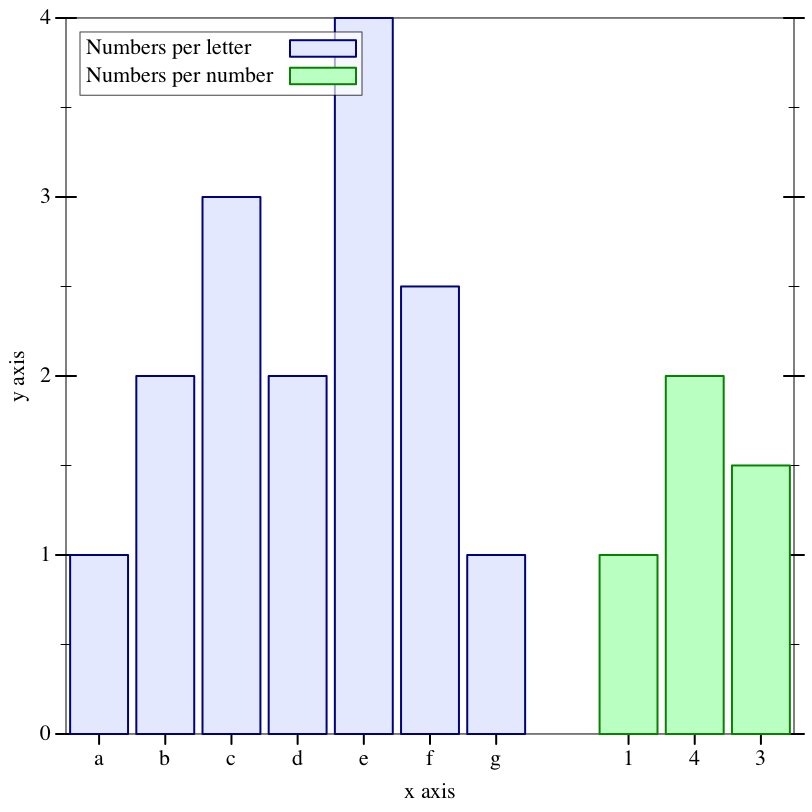 Numbers per letter
Numbers per number
4
3
2
1
0
y axis
a b c d e f g 1 4 3
x axis